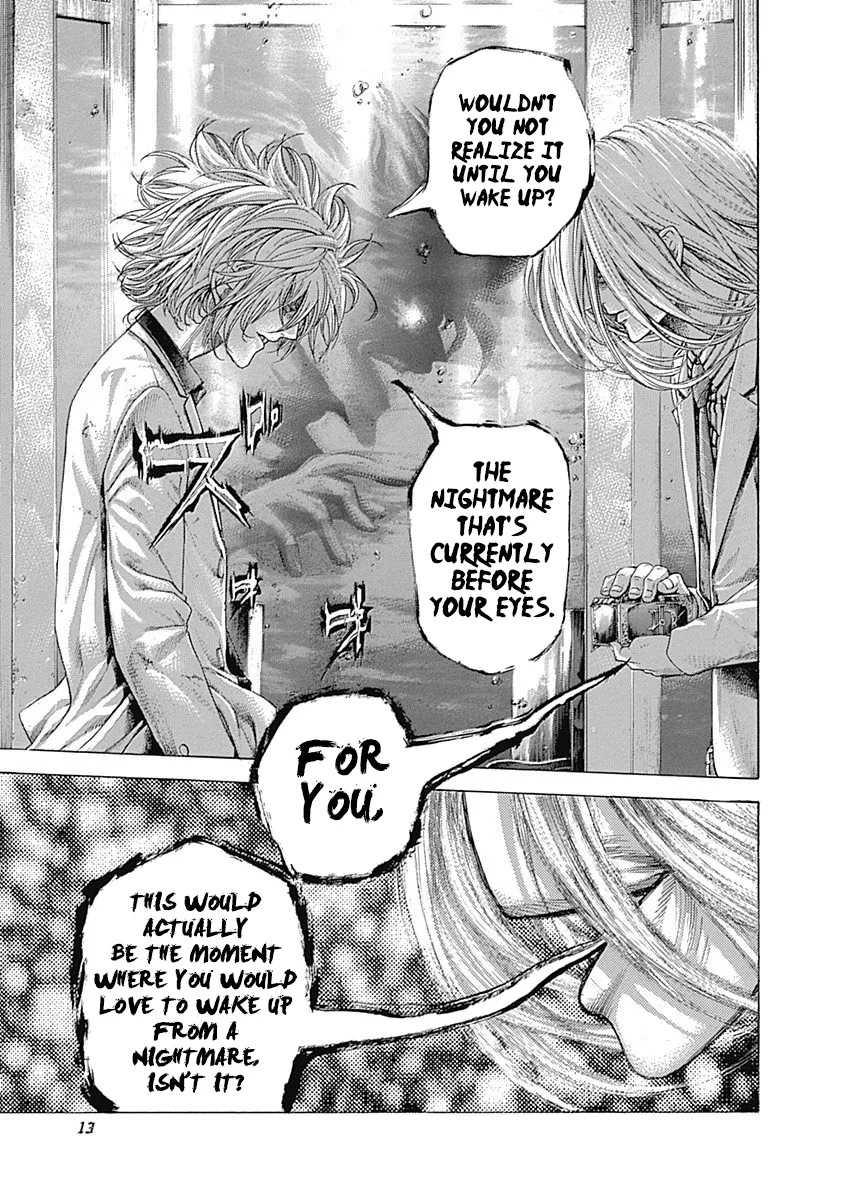 WOULDN'T
YOU NOT
REALIZE IT
UNTIL YOU
WAKE UP?
THE
NIGHTMARE
THAT'S
CURRENTLY
BEFORE
YOUR EYES.
FOR
YOU,
THIS WOULD
ACTUALLY
BE THE MOMENT
WHERE YOU WOULD
LOVE TO WAKE UP
FROM A
NIGHTMARE,
ISN'T IT?
13